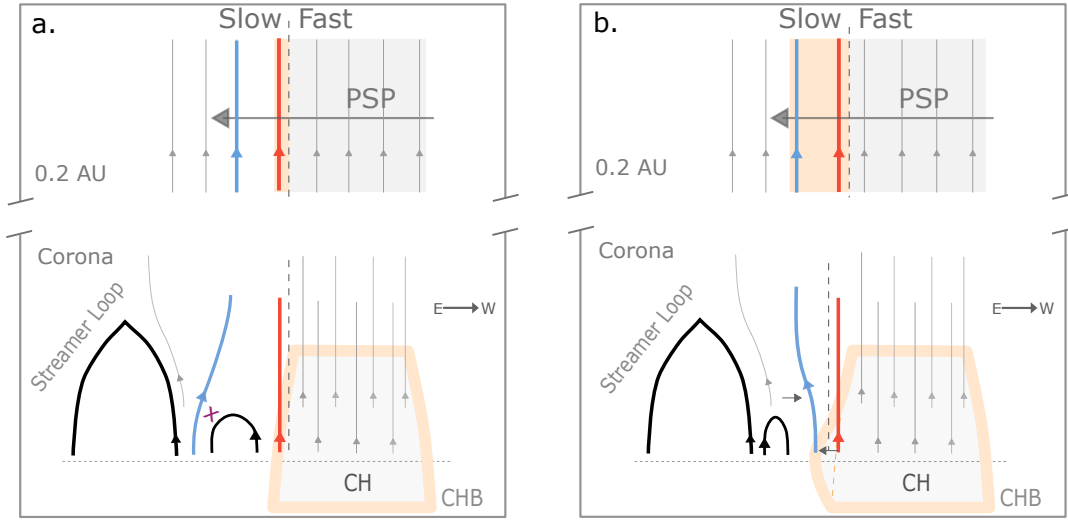 a.
Slow Fast
PSP
0.2 AU
Corona
Streamer Loop
E W
X
CH
CHB
b.
Slow Fast
PSP
0.2 AU
Corona
Streamer Loop
E W
CH
CHB